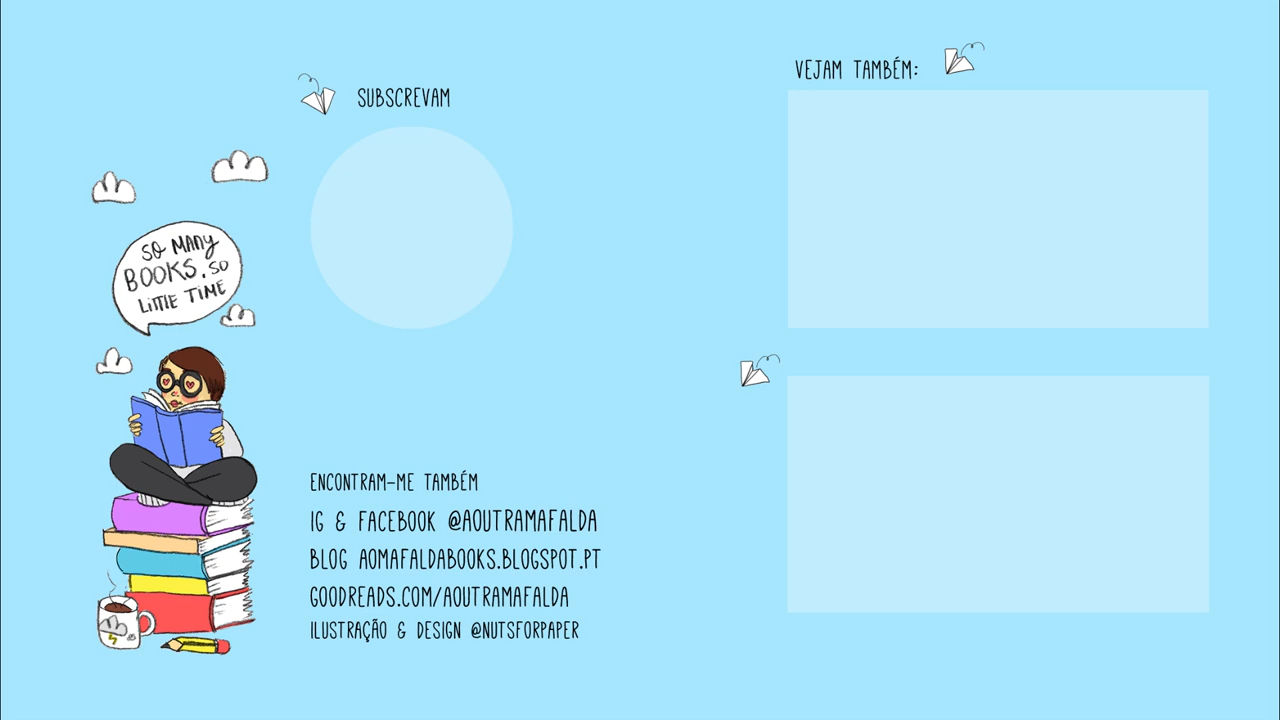 VEJAM TAMBÉM:
SUBSCREVAM
SO MANY
BOOKS, SO
LITTLE TIME
ENCONTRAM-ME TAMBÉM
IG & FACEBOOK @AOUTRAMAFALDA
BLOG AOMAFALDABOOKS.BLOGSPOT.PT
GOODREADS.COM/AOUTRAMAFALDA
ILUSTRAÇÃO & DESIGN @NUTSFORPAPER